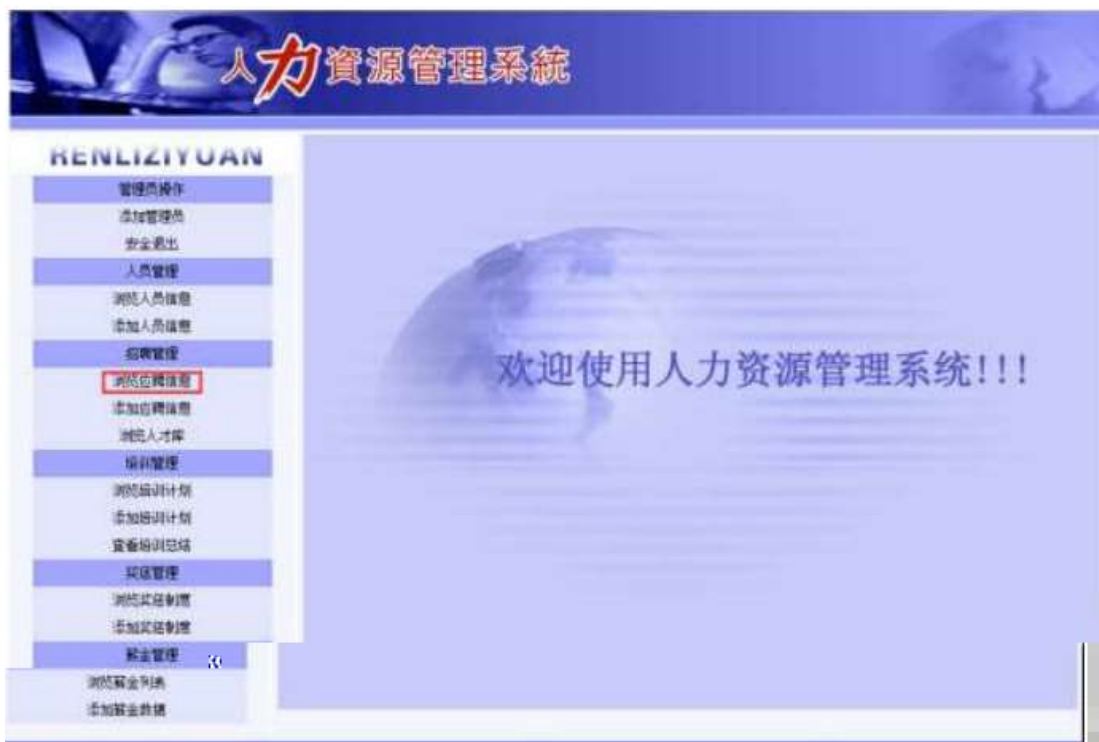 人力資源管理系統
RENLIZIYUAN
管理员操作
添加管理员
安全退出
人员管理
浏览人员信息
添加人员信息
招聘管理
浏览应聘信息
添加应聘信息
浏览人才库
培训管理
浏览培训计划
添加培训计划
查看培训总结
奖惩管理
浏览奖惩制度
添加奖惩制度
薪金管理
浏览薪金列表
添加薪金数据
欢迎使用人力资源管理系统!!!